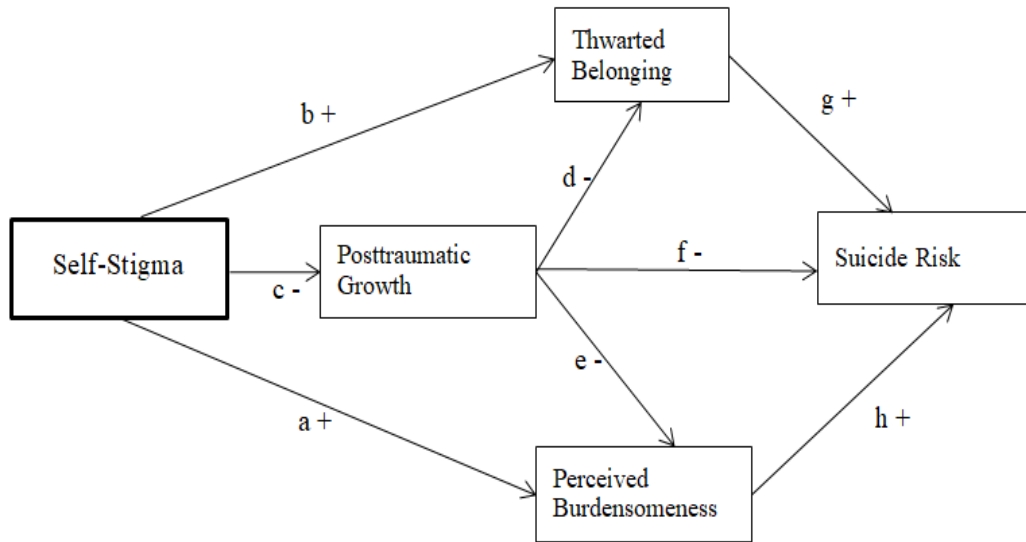 Thwarted
Belonging
b +
g +
d -
Self-Stigma
Posttraumatic
Growth
c -
f -
Suicide Risk
e -
a +
h +
Perceived
Burdensomeness